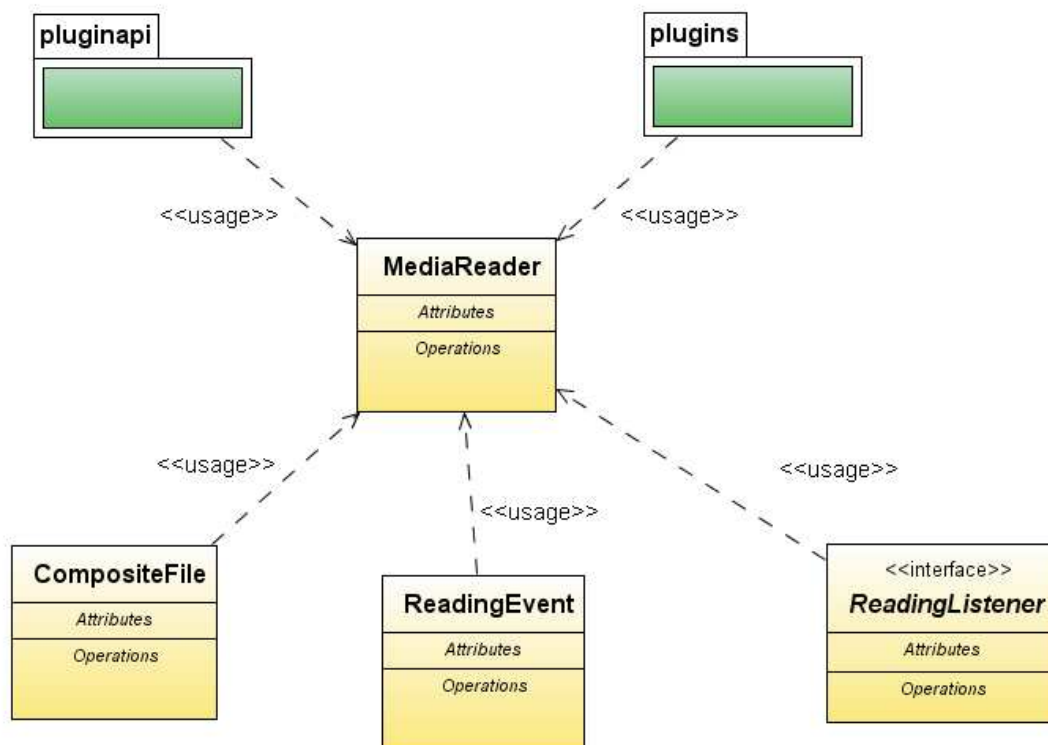 pluginapi
plugins
<<usage>>
<<usage>>
MediaReader
Attributes
Operations
<<usage>>
<<usage>>
<<usage>>
CompositeFile
Attributes
Operations
ReadingEvent
Attributes
Operations
<<interface>>
ReadingListener
Attributes
Operations